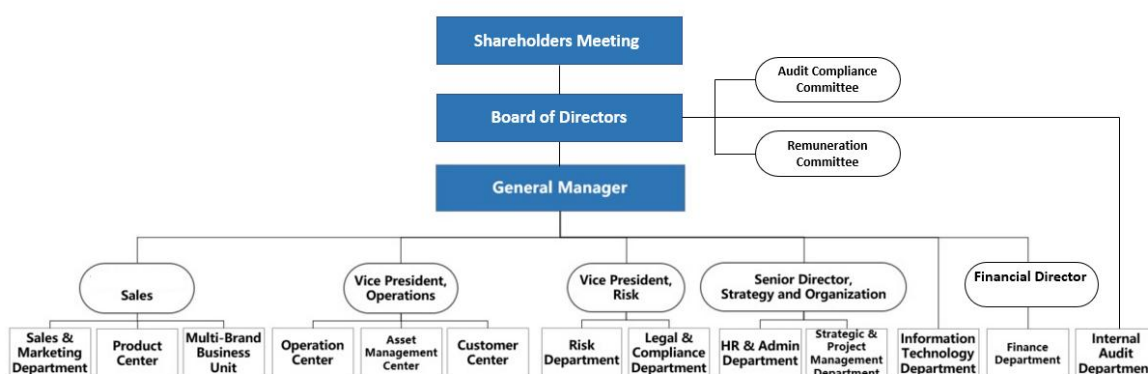 Shareholders Meeting
Audit Compliance
Committee
Board of Directors
Remuneration
Committee
General Manager
Sales
Vice President,
Operations
Vice President,
Risk
Senior Director,
Strategy and Organization
Financial Director
Sales &
Marketing
Department
Product
Center
Multi-Brand
Business
Unit
Operation
Center
Asset
Management
Center
Customer
Center
Risk
Department
Legal &
Compliance
Department
HR & Admin
Department
Strategic &
Project
Management
Department
Information
Technology
Department
Finance
Department
Internal
Audit
Department